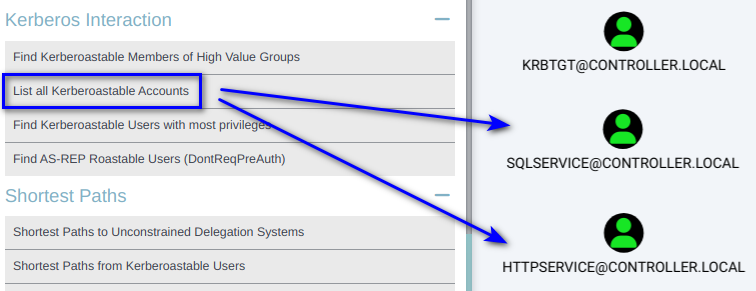 Kerberos Interaction
Find Kerberoastable Members of High Value Groups
List all Kerberoastable Accounts
Find Kerberoastable Users with most privileges
Find AS-REP Roastable Users (DontReqPreAuth)
Shortest Paths
Shortest Paths to Unconstrained Delegation Systems
Shortest Paths from Kerberoastable Users
KRBTGT@CONTROLLER.LOCAL
SQLSERVICE@CONTROLLER.LOCAL
HTTPSERVICE@CONTROLLER.LOCAL